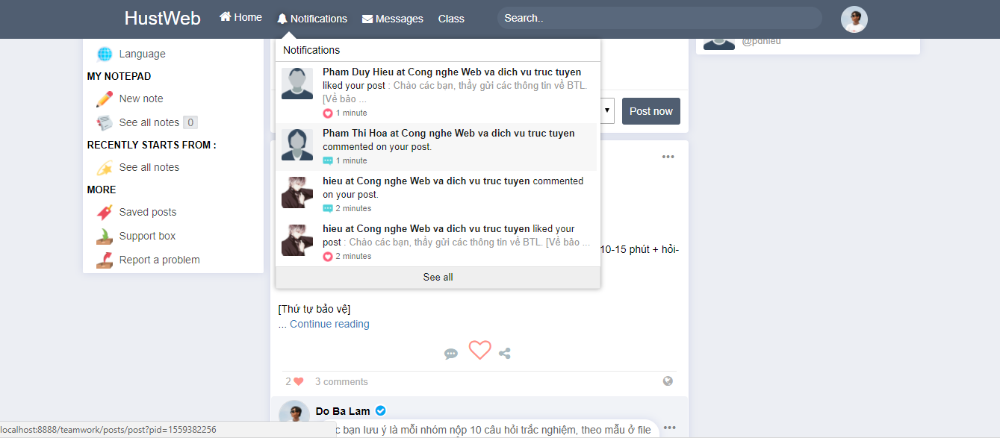 HustWeb Home Notifications Messages Class Search..
Language
MY NOTEPAD
New note
See all notes 0
RECENTLY STARTS FROM :
See all notes
MORE
Saved posts
Support box
Report a problem
Notifications
Pham Duy Hieu at Cong nghe Web va dich vu truc tuyen
liked your post : Chào các bạn, thầy gửi các thông tin về BTL.
[Về bảo ...
1 minute
Pham Thi Hoa at Cong nghe Web va dich vu truc tuyen
commented on your post.
1 minute
hieu at Cong nghe Web va dich vu truc tuyen commented
on your post.
2 minutes
hieu at Cong nghe Web va dich vu truc tuyen liked your
post : Chào các bạn, thầy gửi các thông tin về BTL. [Về bảo ...
2 minutes
See all
Post now
10-15 phút + hỏi-
[Thứ tự bảo vệ]
... Continue reading
2 3 comments
Do Ba Lam
bạn lưu ý là mỗi nhóm nộp 10 câu hỏi trắc nghiệm, theo mẫu ở file
@pdhieu
localhost:8888/teamwork/posts/post?pid=1559382256